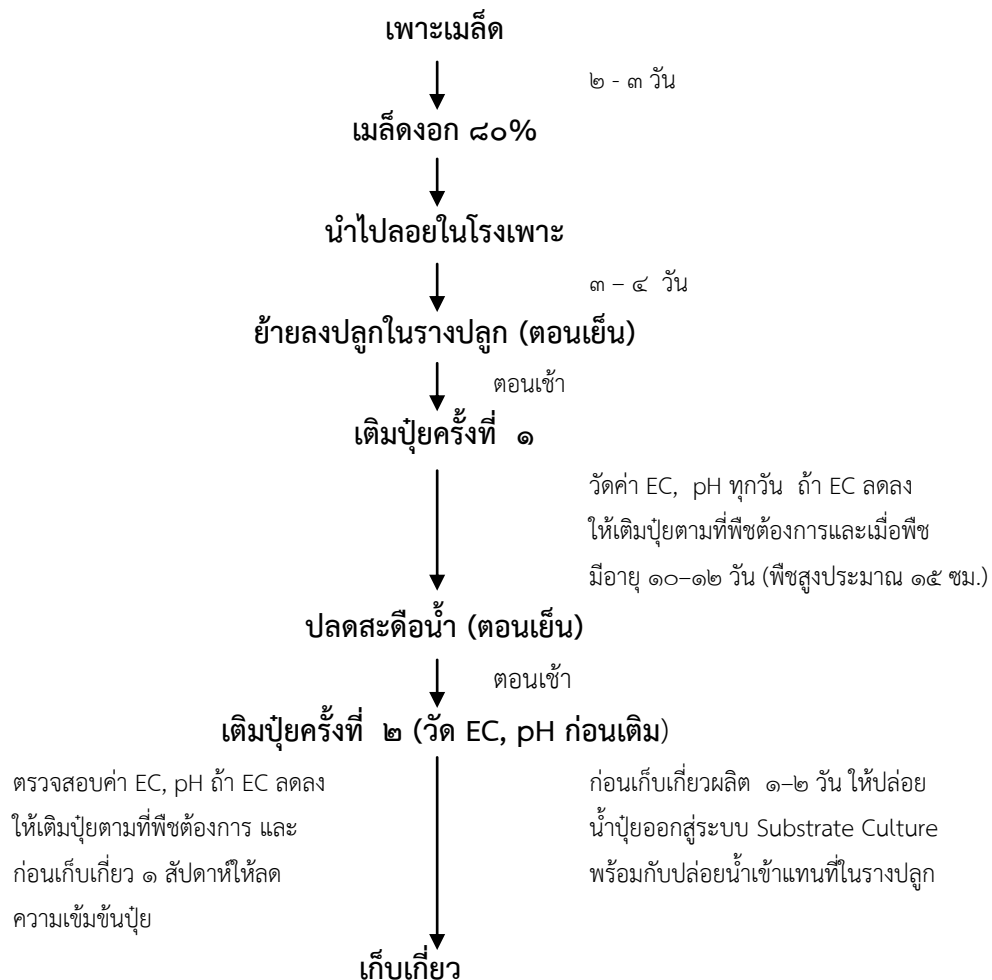 เพาะเมล็ด
๒ - ๓ วัน
เมล็ดงอก ๘๐%
นำไปลอยในโรงเพาะ
๓ – ๔ วัน
ย้ายลงปลูกในรางปลูก (ตอนเย็น)
ตอนเช้า
เติมปุ๋ยครั้งที่ ๑
วัดค่า EC, pH ทุกวัน ถ้า EC ลดลง
ให้เติมปุ๋ยตามที่พืชต้องการและเมื่อพืช
มีอายุ ๑๐–๑๒ วัน (พืชสูงประมาณ ๑๕ ซม.)
ปลดสะดือน้ำ (ตอนเย็น)
ตอนเช้า
เติมปุ๋ยครั้งที่ ๒ (วัด EC, pH ก่อนเติม)
ตรวจสอบค่า EC, pH ถ้า EC ลดลง
ให้เติมปุ๋ยตามที่พืชต้องการ และ
ก่อนเก็บเกี่ยว ๑ สัปดาห์ให้ลด
ความเข้มข้นปุ๋ย
ก่อนเก็บเกี่ยวผลิต ๑–๒ วัน ให้ปล่อย
น้ำปุ๋ยออกสู่ระบบ Substrate Culture
พร้อมกับปล่อยน้ำเข้าแทนที่ในรางปลูก
เก็บเกี่ยว